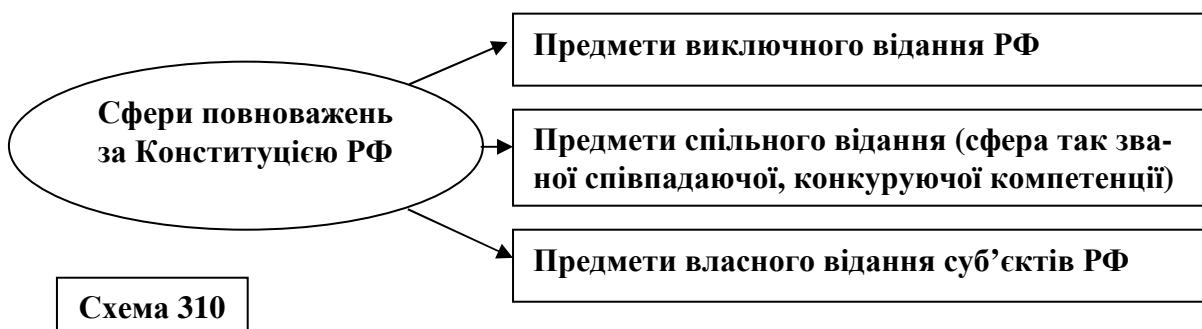 Сфери повноважень
за Конституцією РФ
Предмети виключного відання РФ
Предмети спільного відання (сфера так зва-
ної співпадаючої, конкуруючої компетенції)
Предмети власного відання суб’єктів РФ
Схема 310